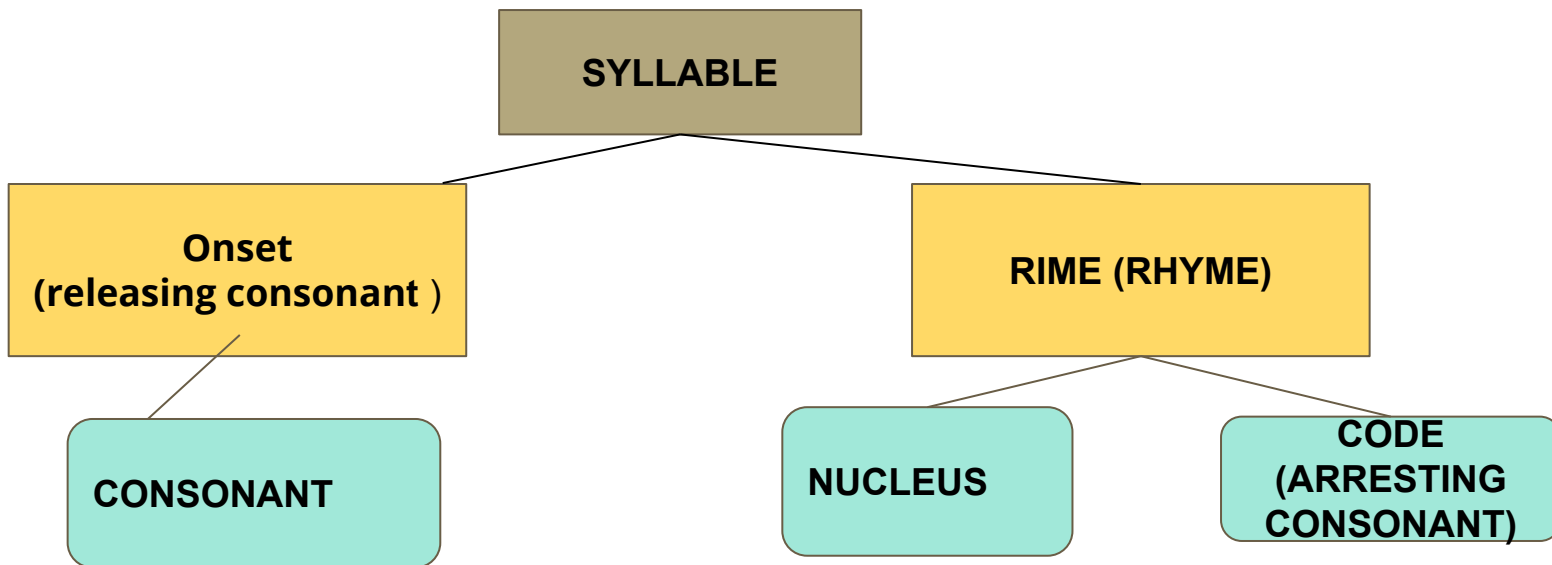 SYLLABLE
Onset
(releasing consonant )
RIME (RHYME)
CONSONANT
NUCLEUS
CODE
(ARRESTING
CONSONANT)